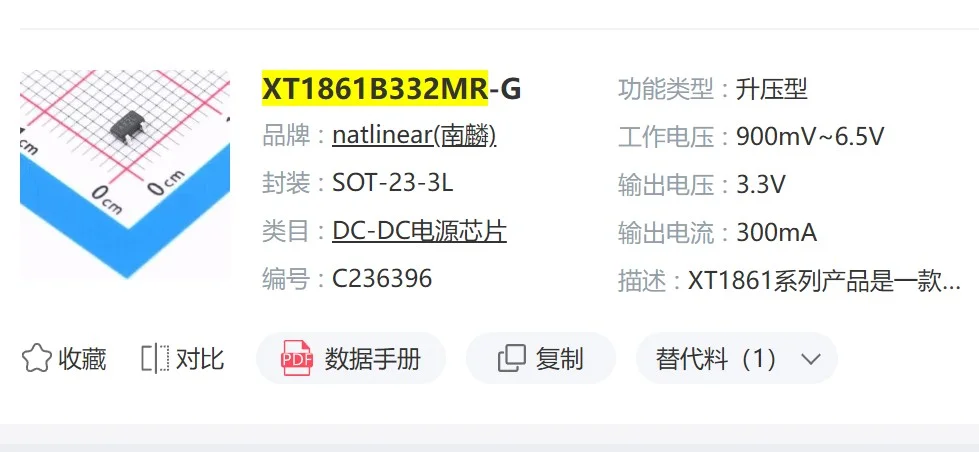 XT1861B332MR-G
品牌：natlinear(南麟)
封装：SOT-23-3L
类目：DC-DC电源芯片
编号：C236396
功能类型：升压型
工作电压：900mV~6.5V
输出电压：3.3V
输出电流：300mA
描述：XT1861系列产品是一款...
cm
0cm
0cm
收藏
对比
PDF 数据手册
复制
替代料（1）